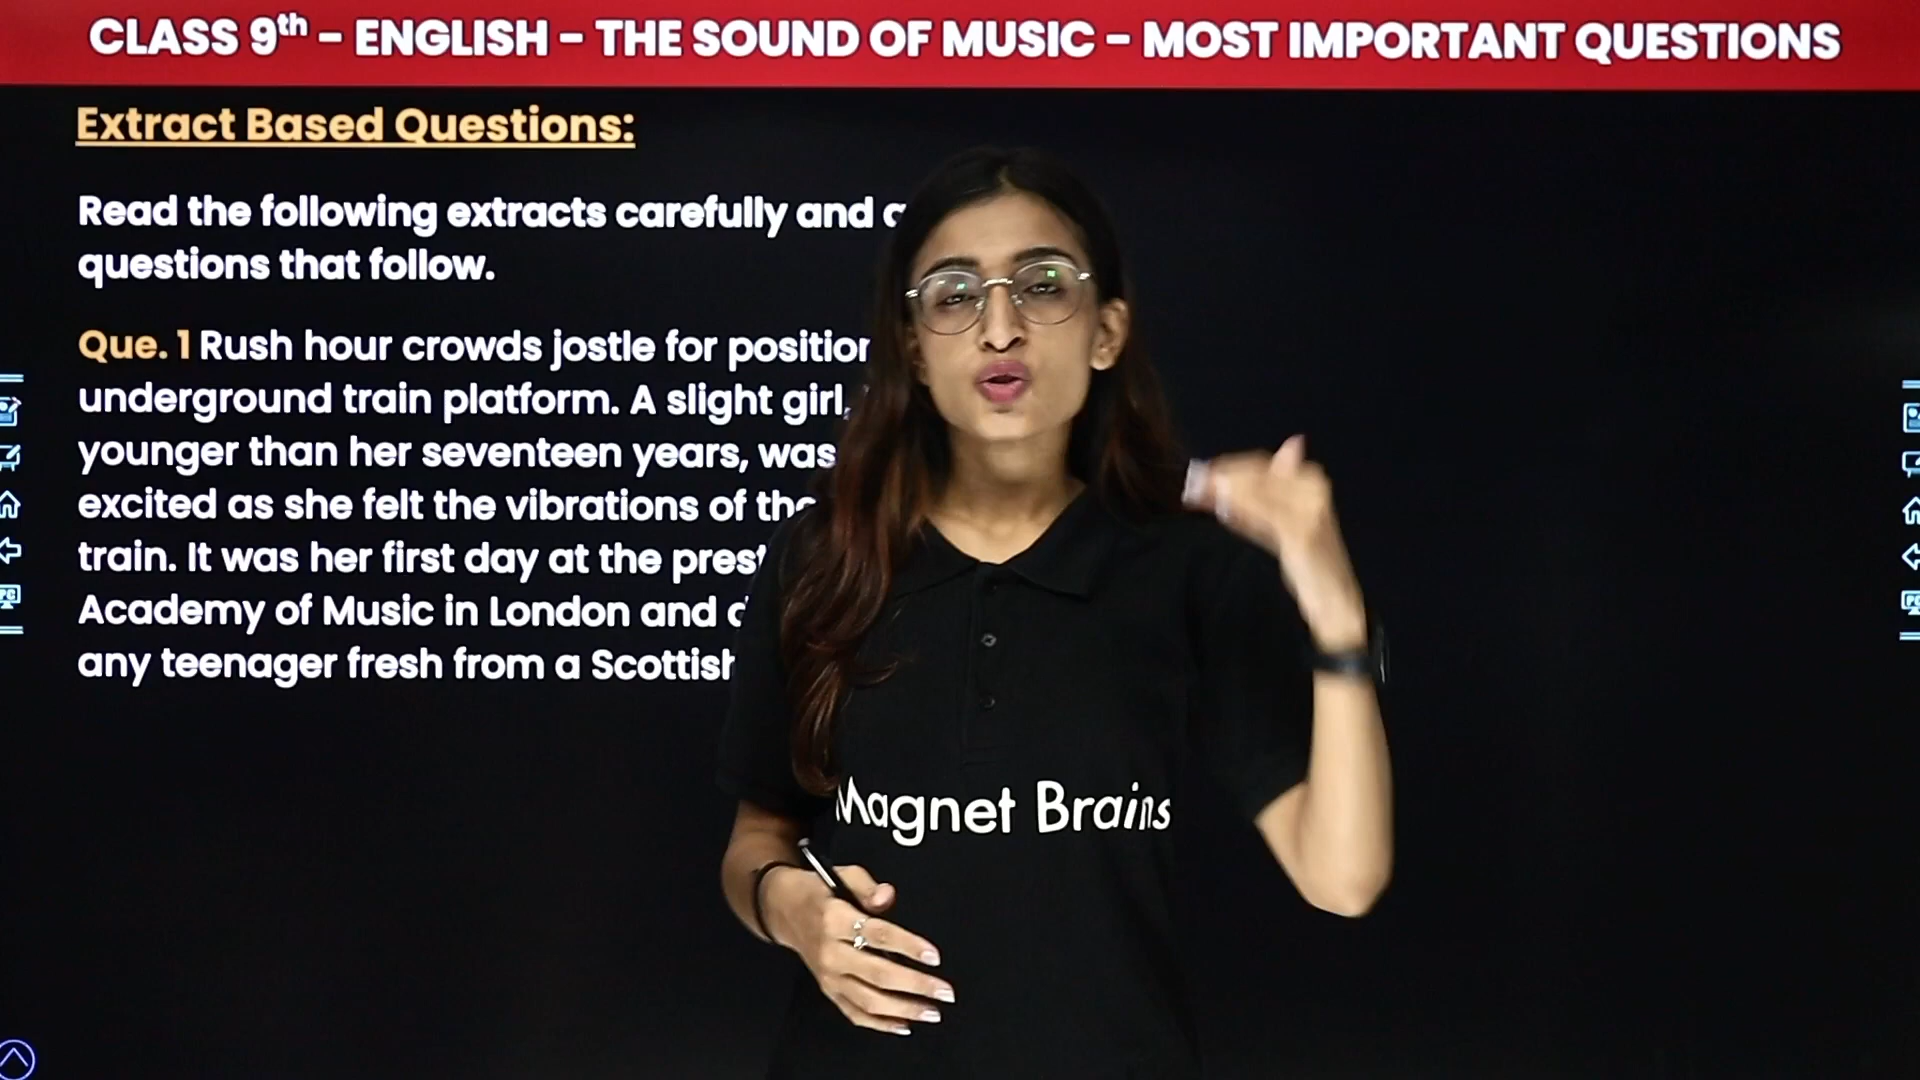 CLASS 9th - ENGLISH - THE SOUND OF MUSIC - MOST IMPORTANT QUESTIONS
Extract Based Questions:
Read the following extracts carefully and
questions that follow.
Que. 1 Rush hour crowds jostle for position
underground train platform. A slight girl,
younger than her seventeen years, was
excited as she felt the vibrations of the
train. It was her first day at the
Academy of Music in London and
any teenager fresh from a Scottish
Magnet Brains